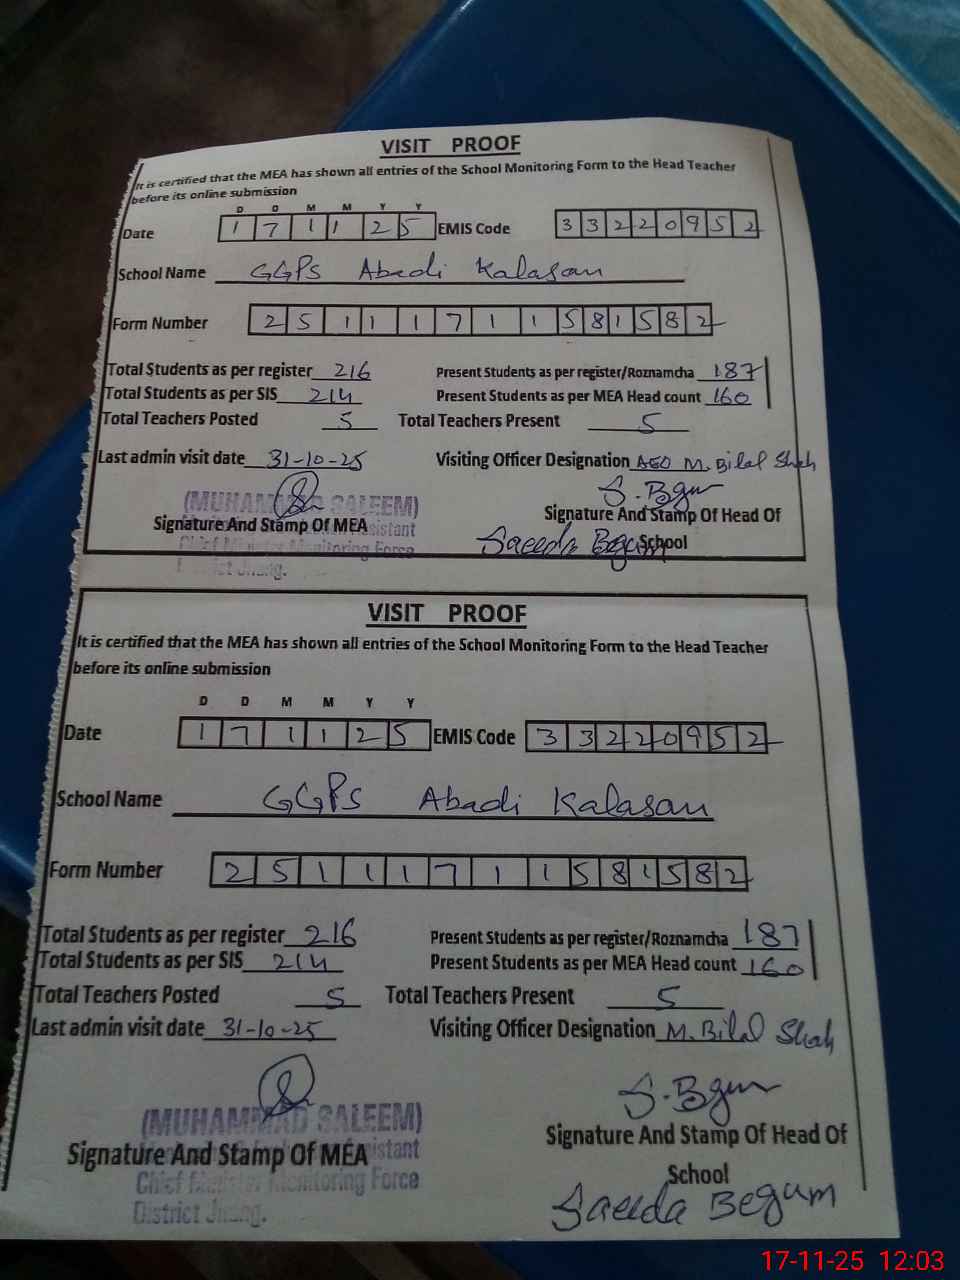 VISIT PROOF
It is certified that the MEA has shown all entries of the School Monitoring Form to the Head Teacher
before its online submission
D D M M Y Y
Date 1 7 1 1 2 5 EMIS Code 3 3 2 2 0 9 5 2
School Name GGPS Abadi Kalasan
Form Number 2 5 1 1 1 7 1 1 5 8 1 5 8 2
Total Students as per register 216 Present Students as per register/Roznamcha 187
Total Students as per SIS 214 Present Students as per MEA Head count 160
Total Teachers Posted 5 Total Teachers Present 5
Last admin visit date 31-10-25 Visiting Officer Designation AEO M. Bilal Shah
(MUHAMMAD SALEEM) S. Bgum
Signature And Stamp Of MEA Assistant Signature And Stamp Of Head Of
Chief Minister Monitoring Force Saeeda Begum School
District Jhang.
VISIT PROOF
It is certified that the MEA has shown all entries of the School Monitoring Form to the Head Teacher
before its online submission
D D M M Y Y
Date 1 7 1 1 2 5 EMIS Code 3 3 2 2 0 9 5 2
School Name GGPS Abadi Kalasan
Form Number 2 5 1 1 1 7 1 1 5 8 1 5 8 2
Total Students as per register 216 Present Students as per register/Roznamcha 187
Total Students as per SIS 214 Present Students as per MEA Head count 160
Total Teachers Posted 5 Total Teachers Present 5
Last admin visit date 31-10-25 Visiting Officer Designation M. Bilal Shah
(MUHAMMAD SALEEM) S. Bgum
Signature And Stamp Of MEA Assistant Signature And Stamp Of Head Of
Chief Minister Monitoring Force School
District Jhang. Saeeda Begum
17-11-25 12:03